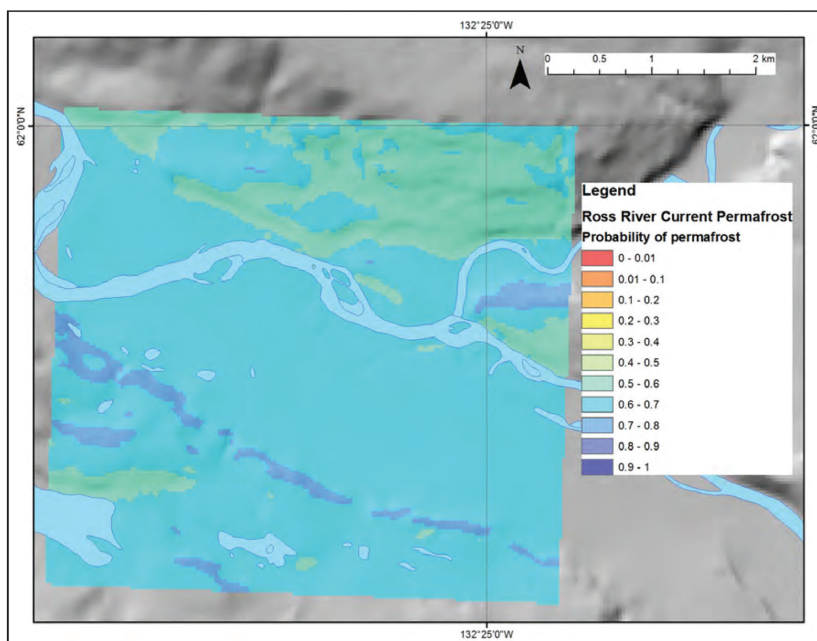 132°25'0"W
N
0 0.5 1 2 km
62°0'0"N
62°0'0"N
Legend
Ross River Current Permafrost
Probability of permafrost
0 - 0.01
0.01 - 0.1
0.1 - 0.2
0.2 - 0.3
0.3 - 0.4
0.4 - 0.5
0.5 - 0.6
0.6 - 0.7
0.7 - 0.8
0.8 - 0.9
0.9 - 1
132°25'0"W